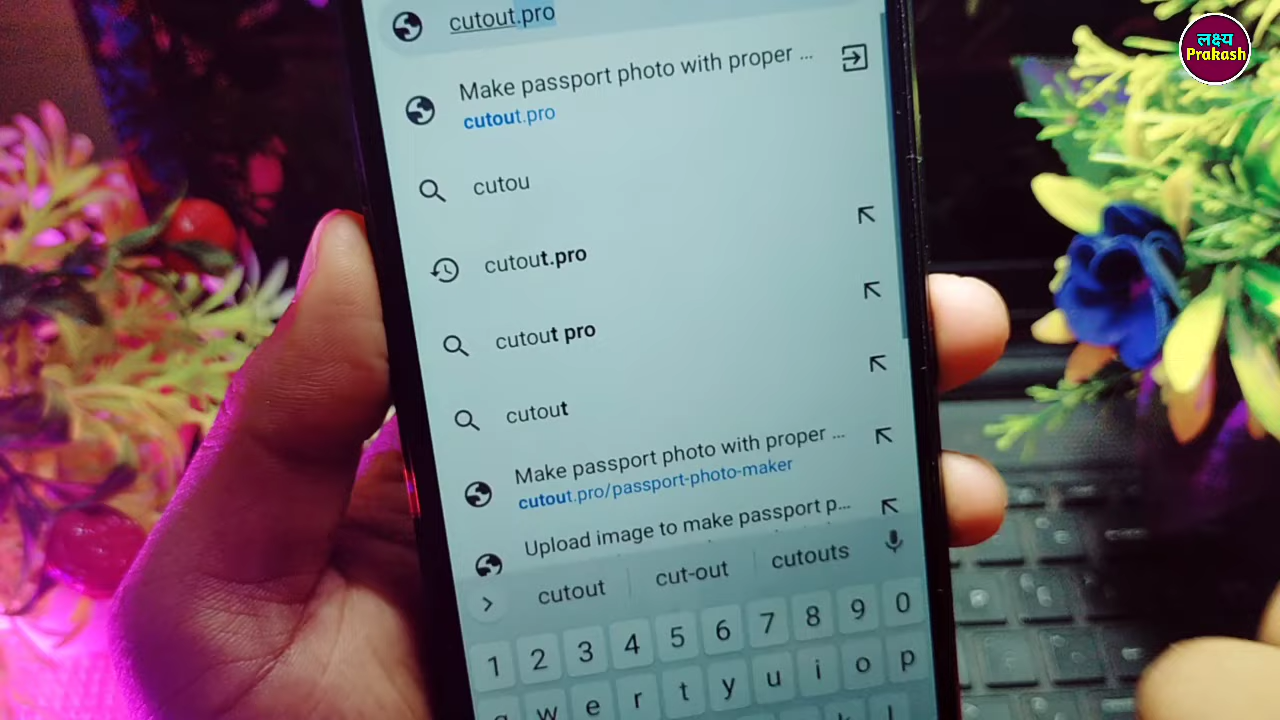 cutout.pro
Make passport photo with proper ...
cutout.pro
cutou
cutout.pro
cutout pro
cutout
Make passport photo with proper ...
cutout.pro/passport-photo-maker
Upload image to make passport p...
cutout cut-out cutouts
1 2 3 4 5 6 7 8 9 0
w e r t y u i o p
लक्ष्य
Prakash